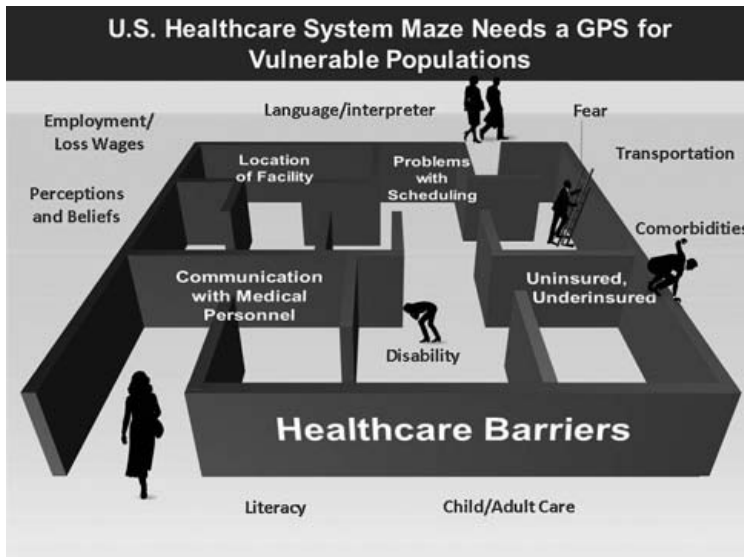 U.S. Healthcare System Maze Needs a GPS for
Vulnerable Populations
Language/interpreter
Fear
Employment/
Loss Wages
Transportation
Location
of Facility
Problems
with
Scheduling
Perceptions
and Beliefs
Comorbidities
Communication
with Medical
Personnel
Uninsured,
Underinsured
Disability
Healthcare Barriers
Literacy
Child/Adult Care